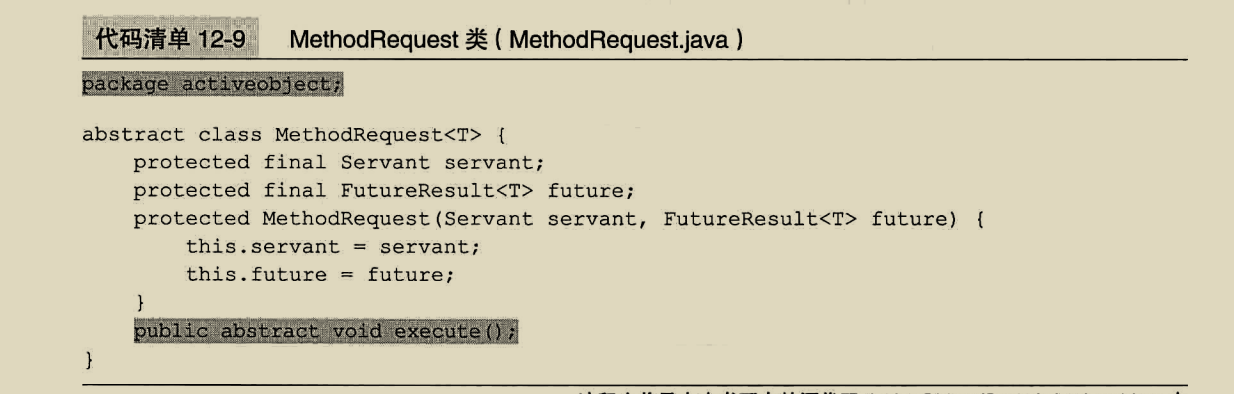 代码清单 12-9 MethodRequest 类 ( MethodRequest.java )
package activeobject;
abstract class MethodRequest<T> {
    protected final Servant servant;
    protected final FutureResult<T> future;
    protected MethodRequest(Servant servant, FutureResult<T> future) {
        this.servant = servant;
        this.future = future;
    }
    public abstract void execute();
}